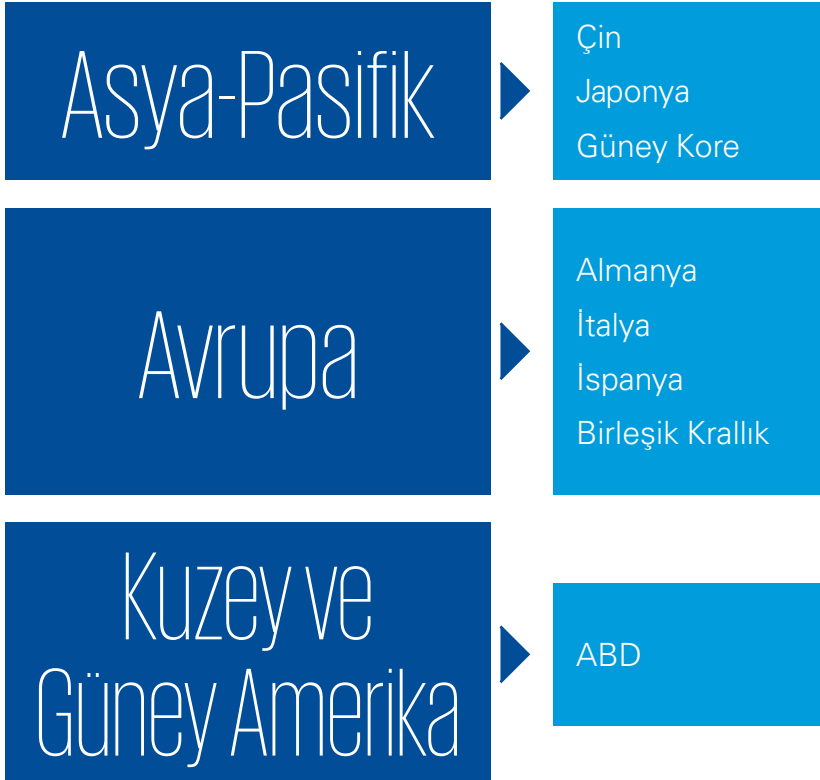 Asya-Pasifik
Çin
Japonya
Güney Kore
Avrupa
Almanya
İtalya
İspanya
Birleşik Krallık
Kuzey ve
Güney Amerika
ABD